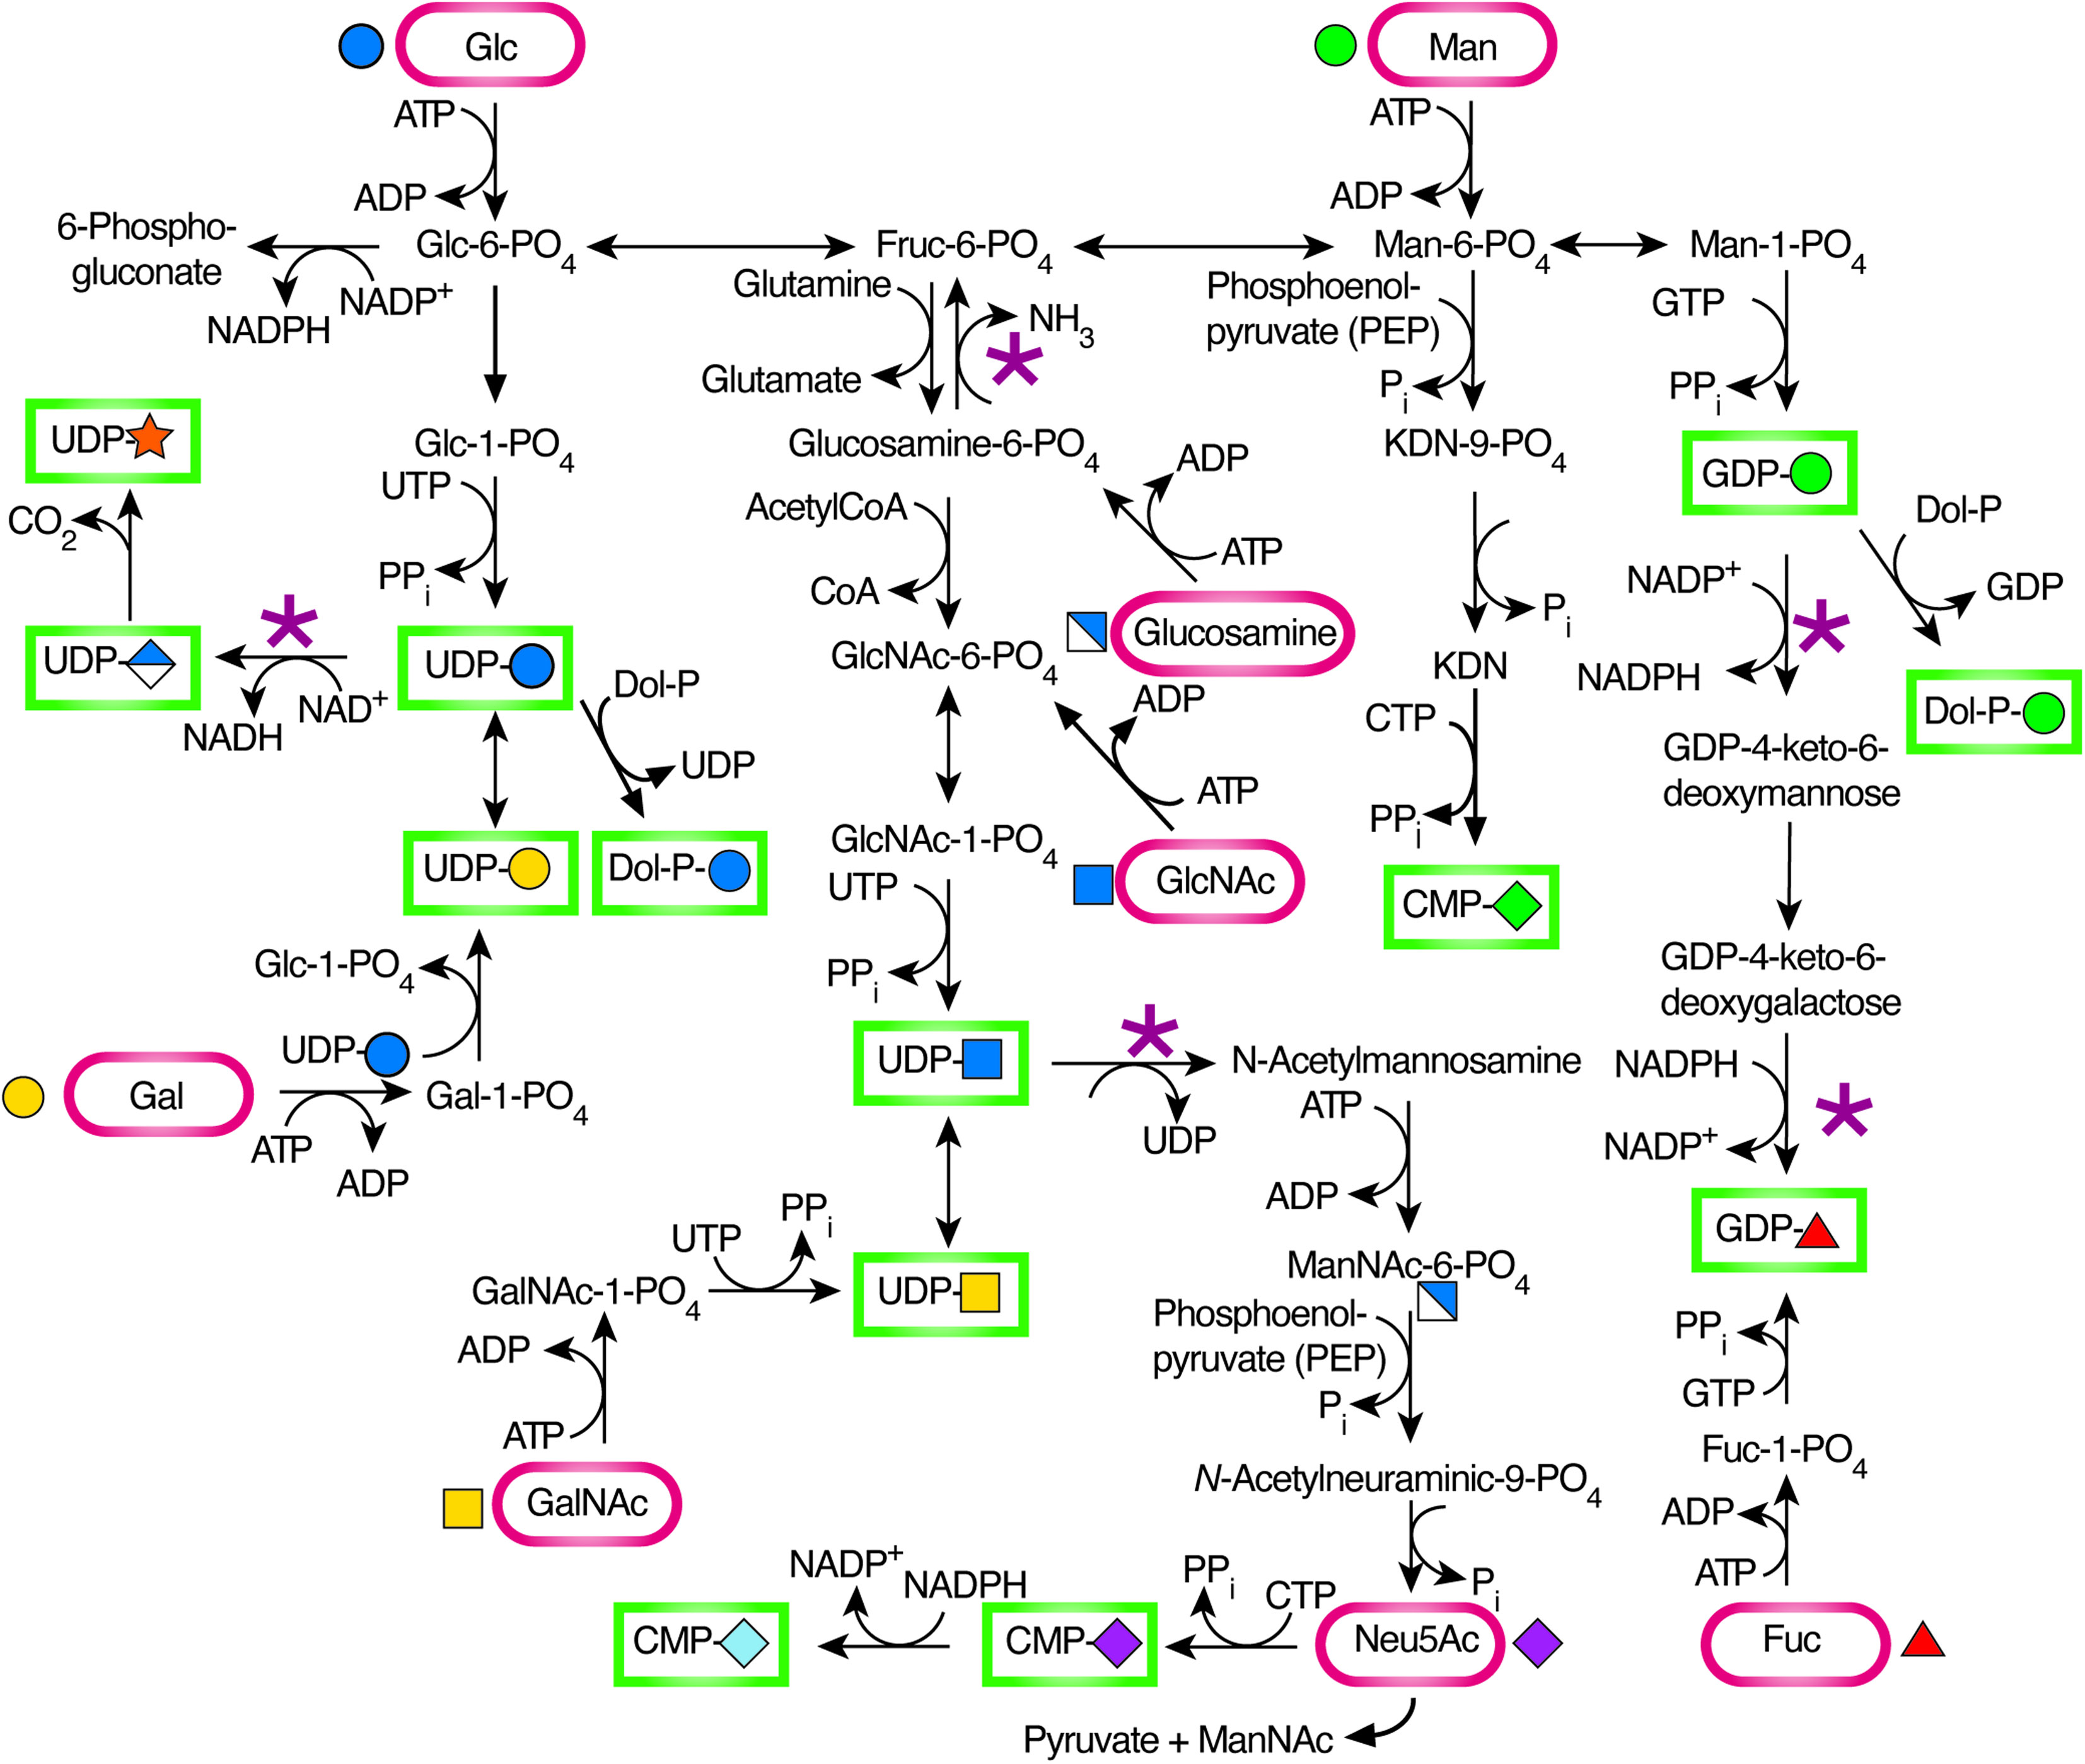 Glc
Man
ATP
ATP
ADP
ADP
6-Phospho-
gluconate
Glc-6-PO4
Fruc-6-PO4
Man-6-PO4
Man-1-PO4
NADP+
NADPH
Glutamine
NH3
Glutamate
Phosphoenol-
pyruvate (PEP)
Pi
GTP
PPi
UDP-
Glc-1-PO4
Glucosamine-6-PO4
KDN-9-PO4
GDP-
UTP
CO2
PPi
AcetylCoA
CoA
ADP
ATP
Pi
Dol-P
GDP
NADP+
NADPH
UDP-
NADH
NAD+
UDP-
Dol-P
UDP
GlcNAc-6-PO4
Glucosamine
ADP
ATP
KDN
CTP
PPi
Dol-P-
GDP-4-keto-6-
deoxymannose
UDP-
Dol-P-
GlcNAc-1-PO4
GlcNAc
CMP-
UTP
PPi
Glc-1-PO4
UDP-
GDP-4-keto-6-
deoxygalactose
Gal
Gal-1-PO4
ATP
ADP
UDP-
UDP
N-Acetylmannosamine
NADPH
NADP+
ATP
ADP
UTP
PPi
GalNAc-1-PO4
UDP-
ManNAc-6-PO4
GDP-
ADP
ATP
Phosphoenol-
pyruvate (PEP)
Pi
PPi
GTP
GalNAc
N-Acetylneuraminic-9-PO4
Fuc-1-PO4
ADP
ATP
NADP+
NADPH
PPi
CTP
Pi
CMP-
CMP-
Neu5Ac
Fuc
Pyruvate + ManNAc